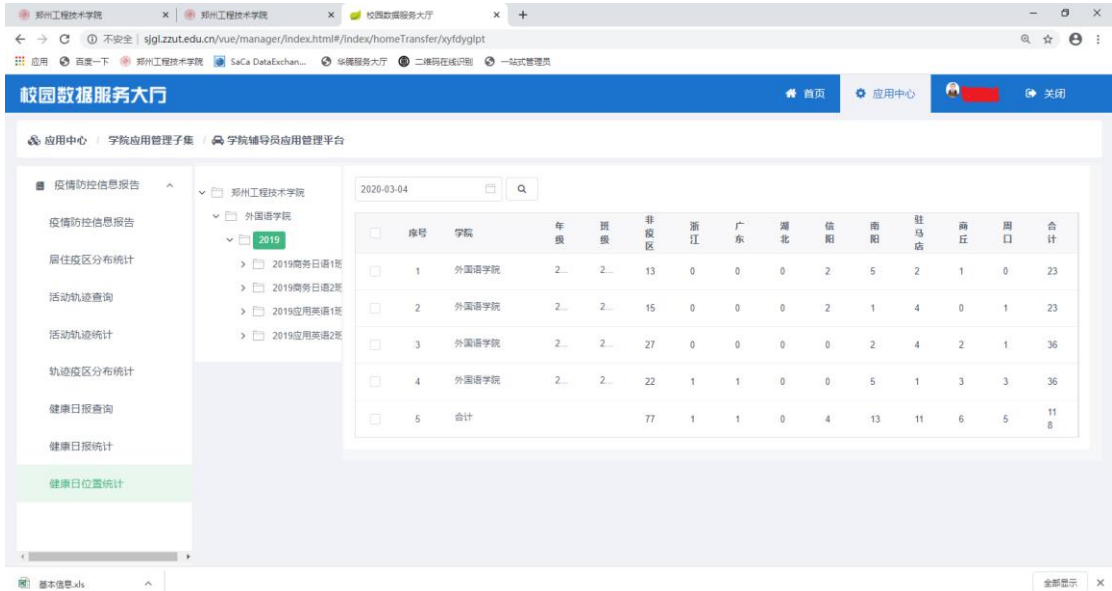 郑州工程技术学院 × 郑州工程技术学院 × 校园数据服务大厅 × +
不安全 | sjgl.zzut.edu.cn/vue/manager/index.html#/index/homeTransfer/xyfdyglpt
应用 百度一下 郑州工程技术学院 SaCa DataExchan... 华腾服务大厅 二维码在线识别 一站式管理员
校园数据服务大厅 首页 应用中心 关闭
应用中心 / 学院应用管理子集 / 学院辅导员应用管理平台
疫情防控信息报告
疫情防控信息报告
居住疫区分布统计
活动轨迹查询
活动轨迹统计
轨迹疫区分布统计
健康日报查询
健康日报统计
健康日位置统计
郑州工程技术学院
外国语学院
2019
2019商务日语1班
2019商务日语2班
2019应用英语1班
2019应用英语2班
2020-03-04
序号 学院 年级 班级 非疫区 浙江 广东 湖北 信阳 南阳 驻马店 商丘 周口 合计
1 外国语学院 2... 2... 13 0 0 0 2 5 2 1 0 23
2 外国语学院 2... 2... 15 0 0 0 2 1 4 0 1 23
3 外国语学院 2... 2... 27 0 0 0 0 2 4 2 1 36
4 外国语学院 2... 2... 22 1 1 0 0 5 1 3 3 36
5 合计 77 1 1 0 4 13 11 6 5 118
基本信息.xls 全部显示 ×